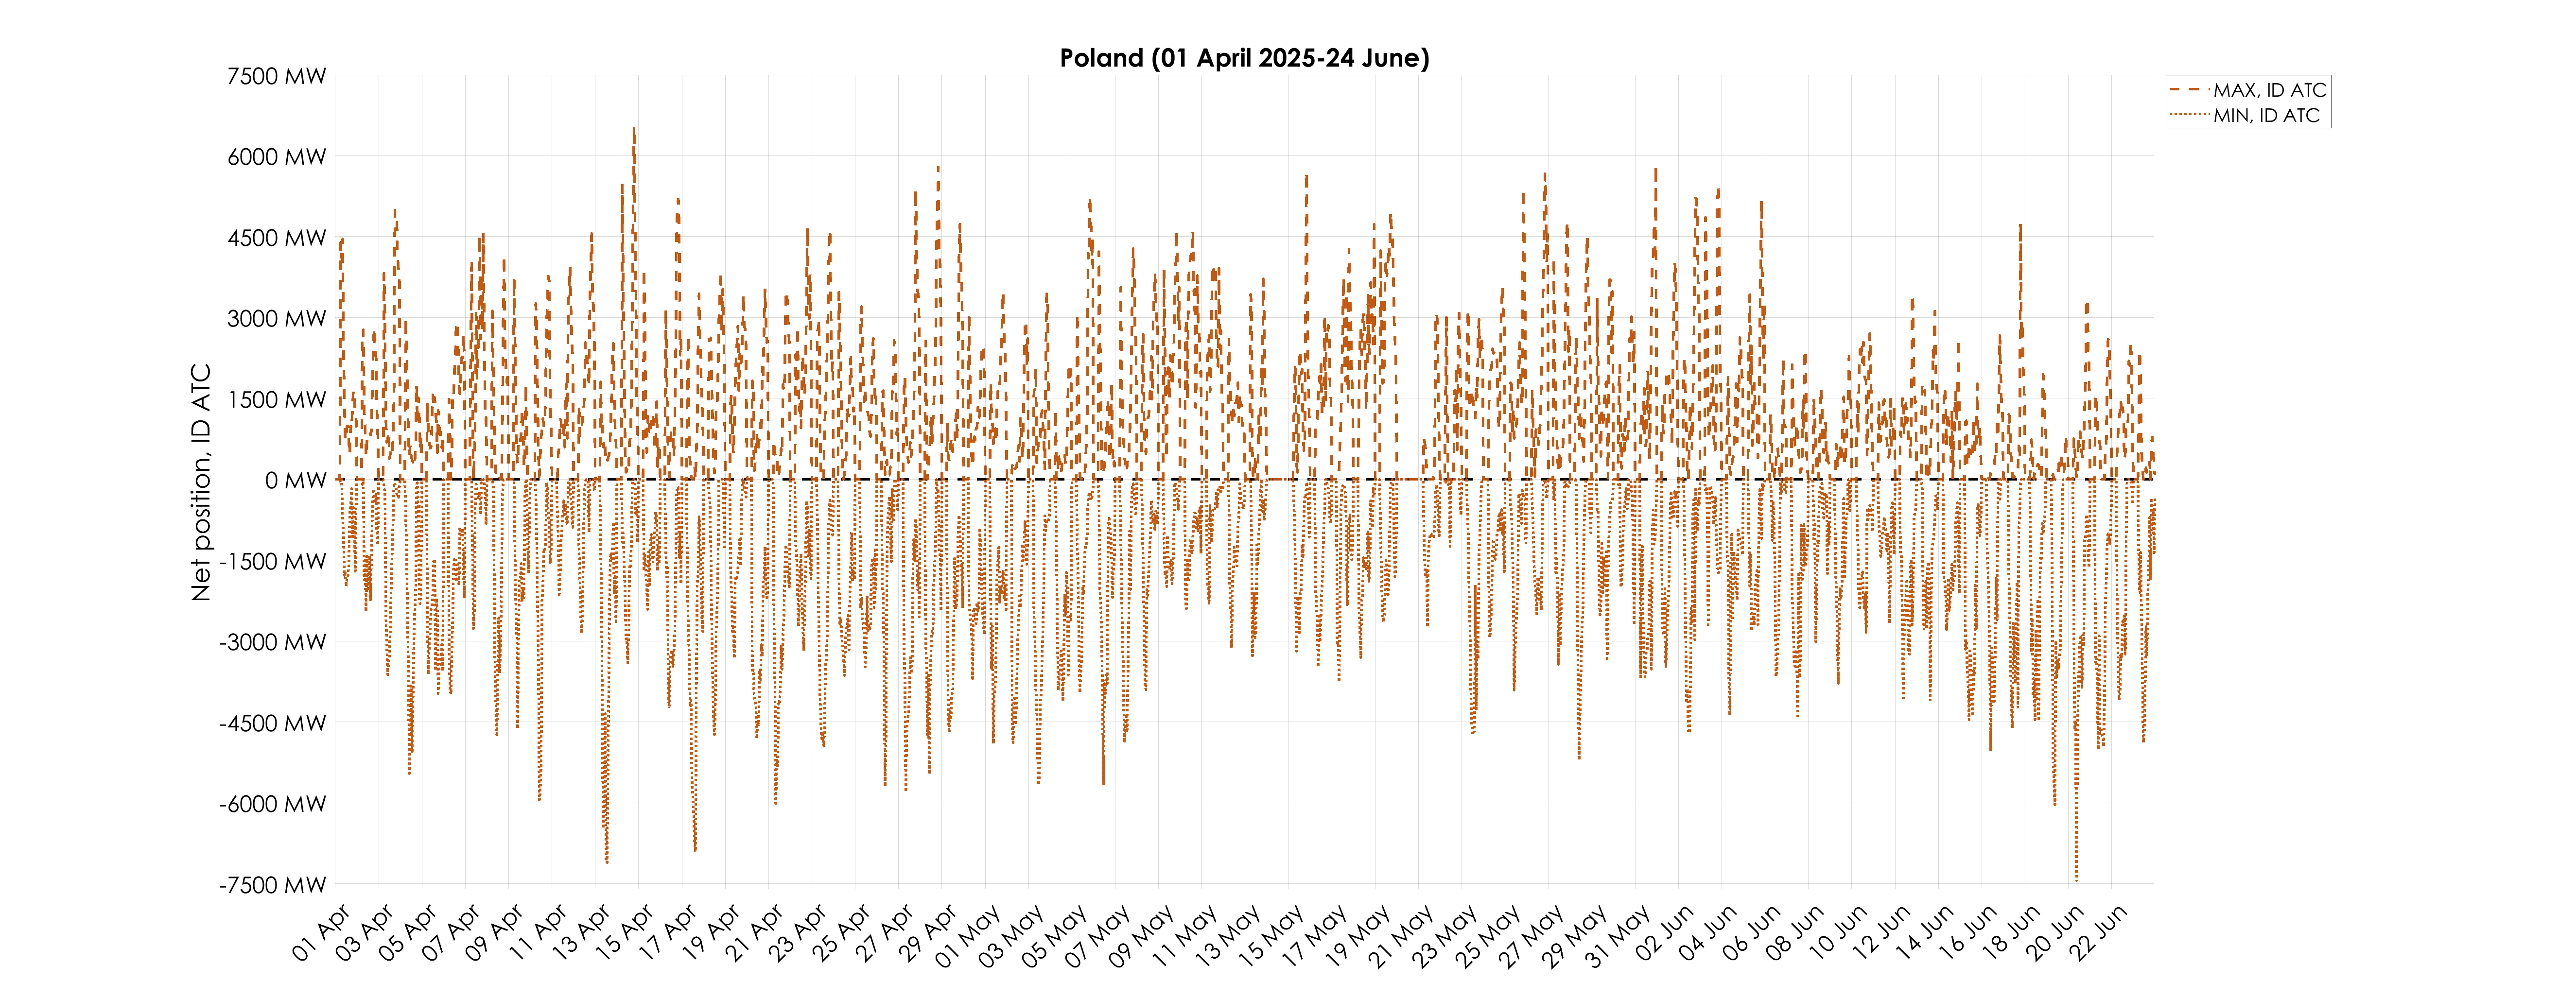 Poland (01 April 2025-24 June)
7500 MW
6000 MW
4500 MW
3000 MW
1500 MW
0 MW
-1500 MW
-3000 MW
-4500 MW
-6000 MW
-7500 MW
Net position, ID ATC
MAX, ID ATC
MIN, ID ATC
01 Apr
03 Apr
05 Apr
07 Apr
09 Apr
11 Apr
13 Apr
15 Apr
17 Apr
19 Apr
21 Apr
23 Apr
25 Apr
27 Apr
29 Apr
01 May
03 May
05 May
07 May
09 May
11 May
13 May
15 May
17 May
19 May
21 May
23 May
25 May
27 May
29 May
31 May
02 Jun
04 Jun
06 Jun
08 Jun
10 Jun
12 Jun
14 Jun
16 Jun
18 Jun
20 Jun
22 Jun